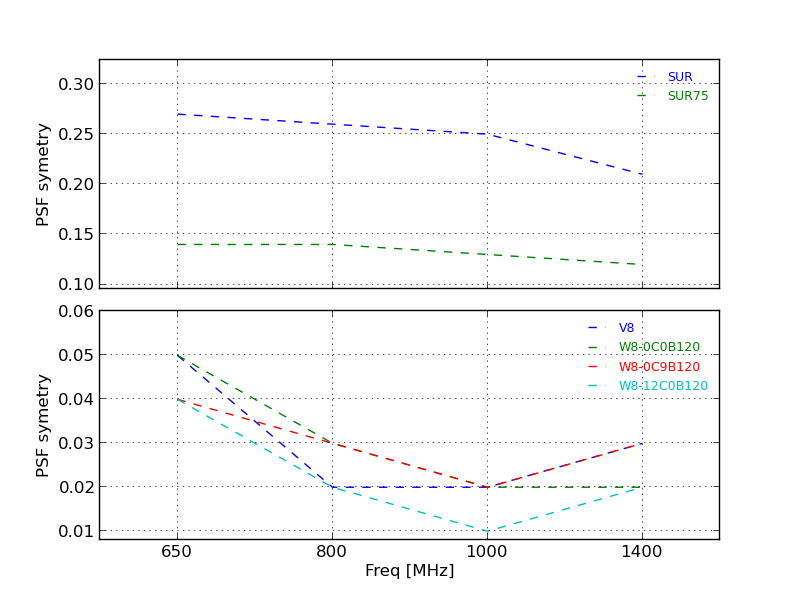 0.30
0.25
0.20
0.15
0.10
PSF symetry
SUR
SUR75
0.06
0.05
0.04
0.03
0.02
0.01
PSF symetry
V8
W8-0C0B120
W8-0C9B120
W8-12C0B120
650 800 1000 1400
Freq [MHz]